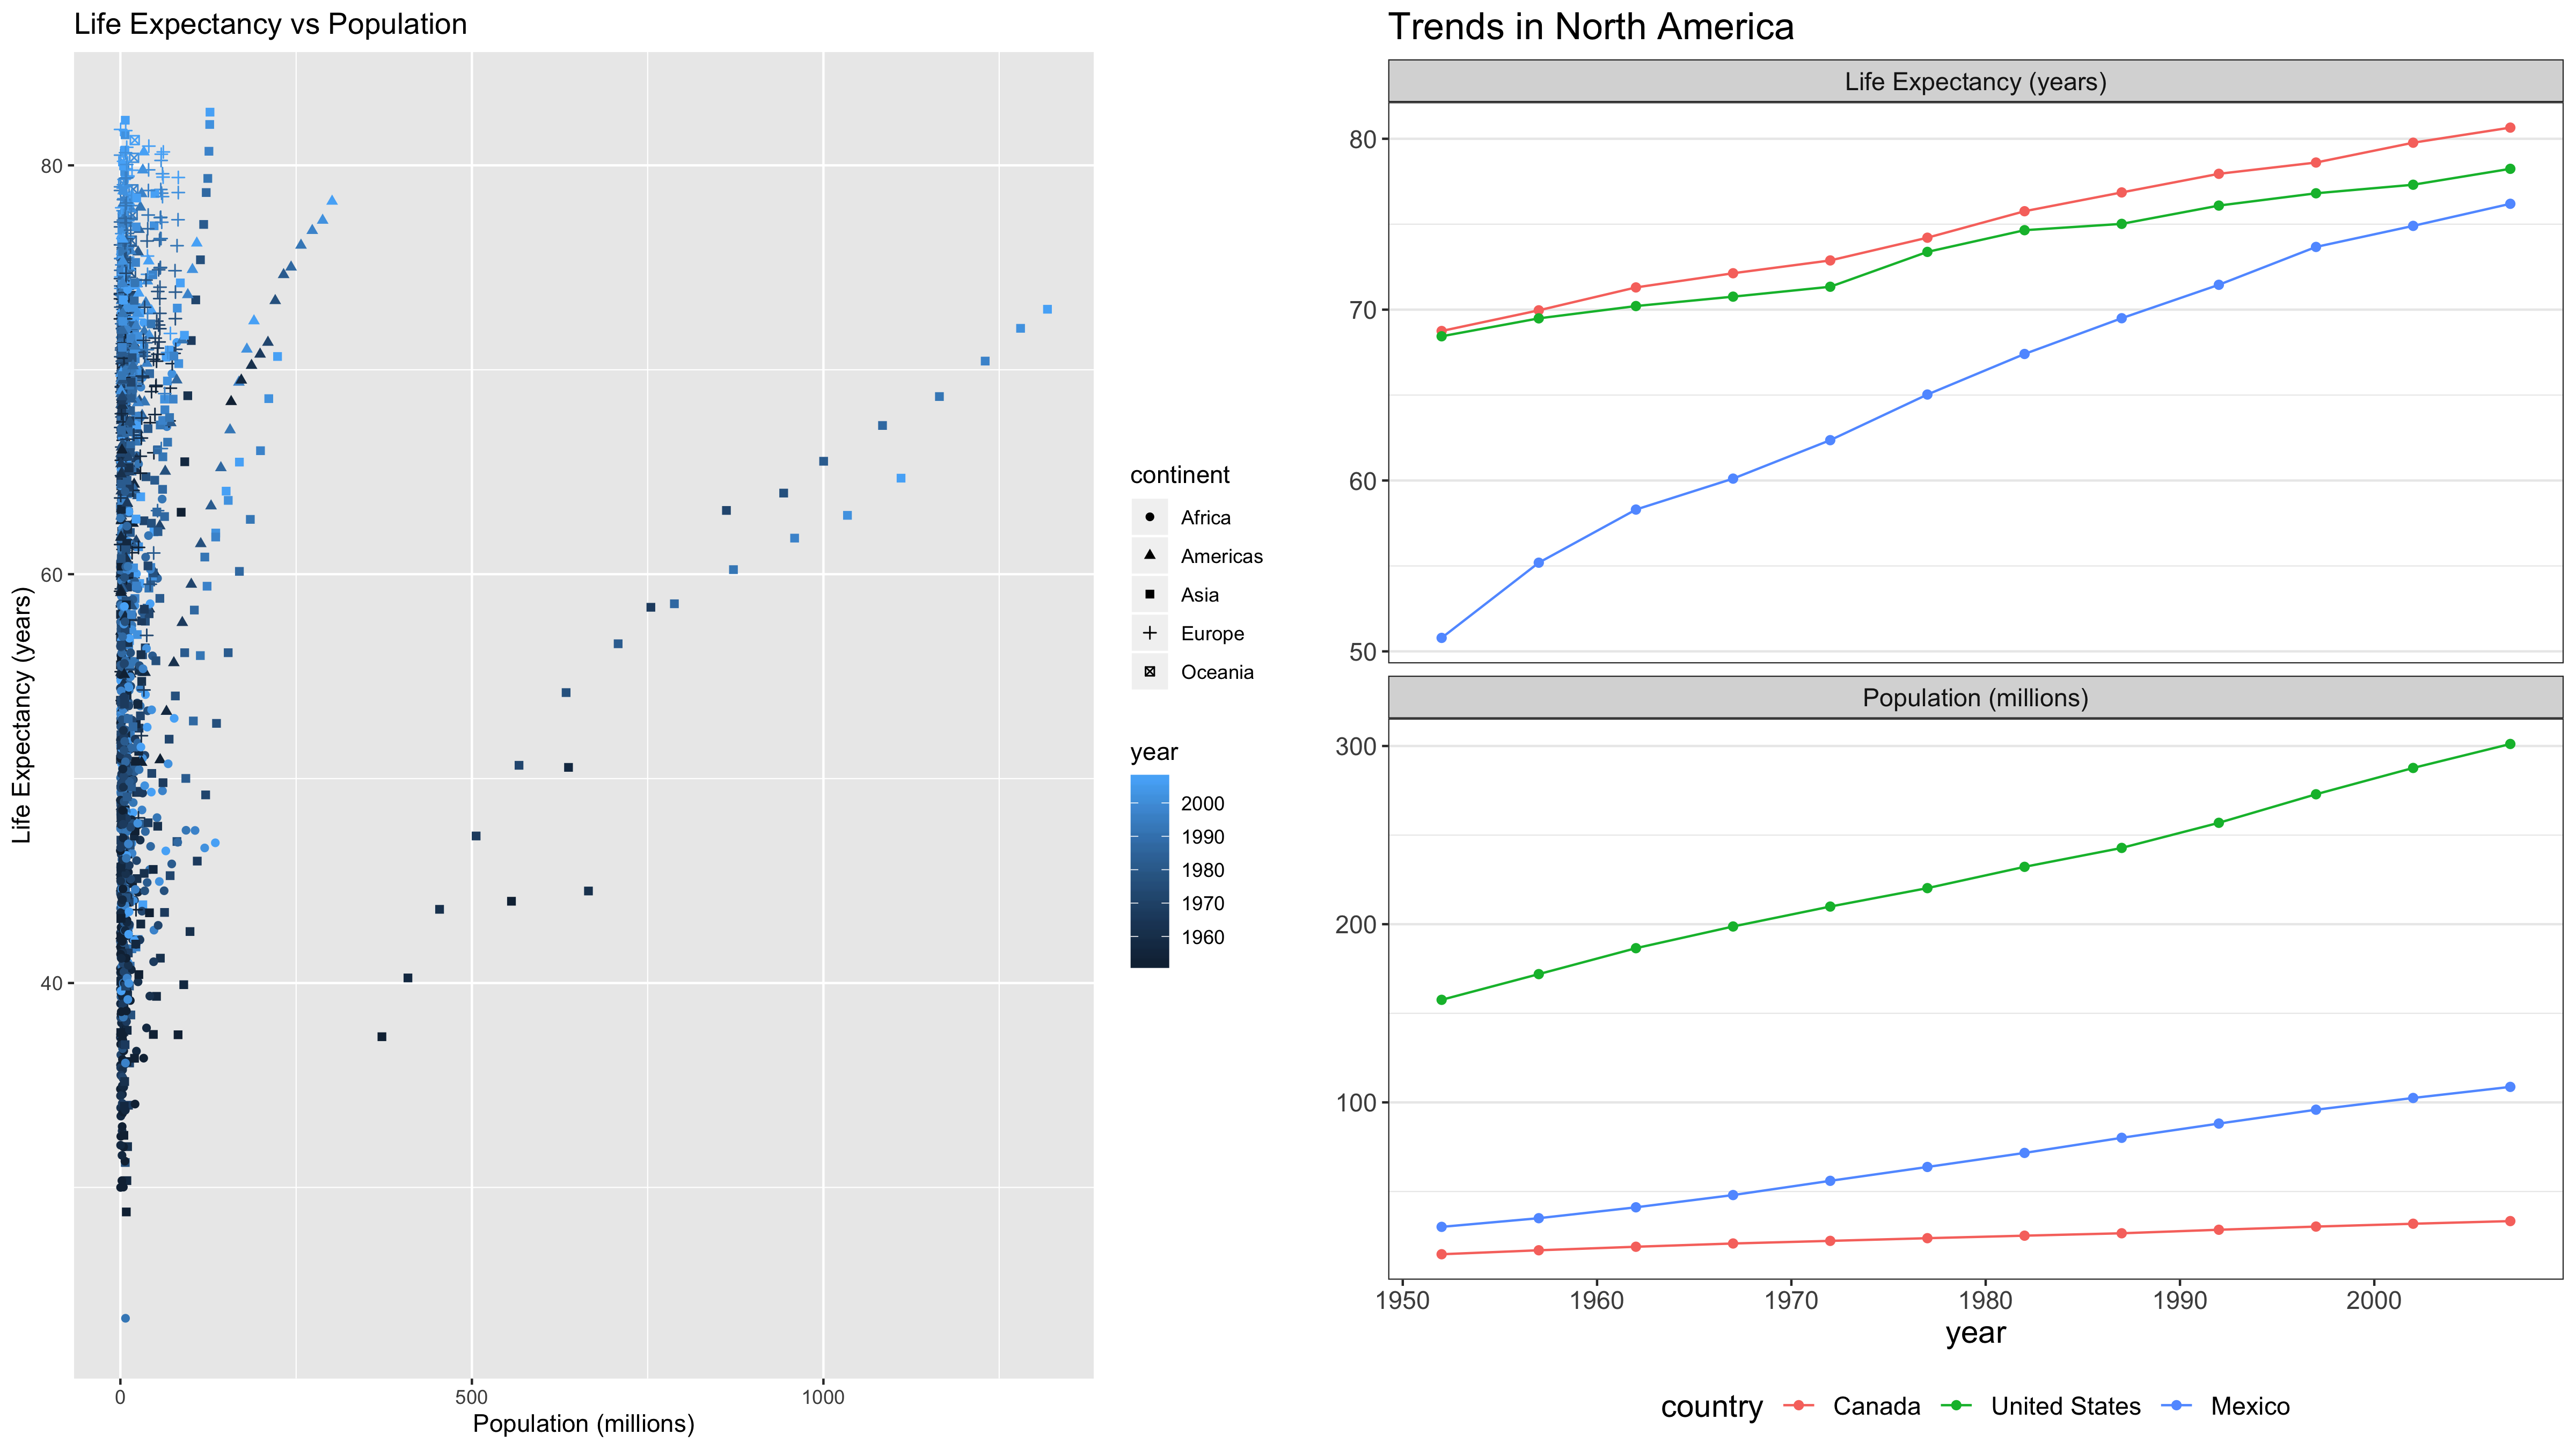 Life Expectancy vs Population
Life Expectancy (years)
80
60
40
0 500 1000
Population (millions)
continent
Africa
Americas
Asia
Europe
Oceania
year
2000
1990
1980
1970
1960
Trends in North America
Life Expectancy (years)
80
70
60
50
Population (millions)
300
200
100
1950 1960 1970 1980 1990 2000
year
country Canada United States Mexico